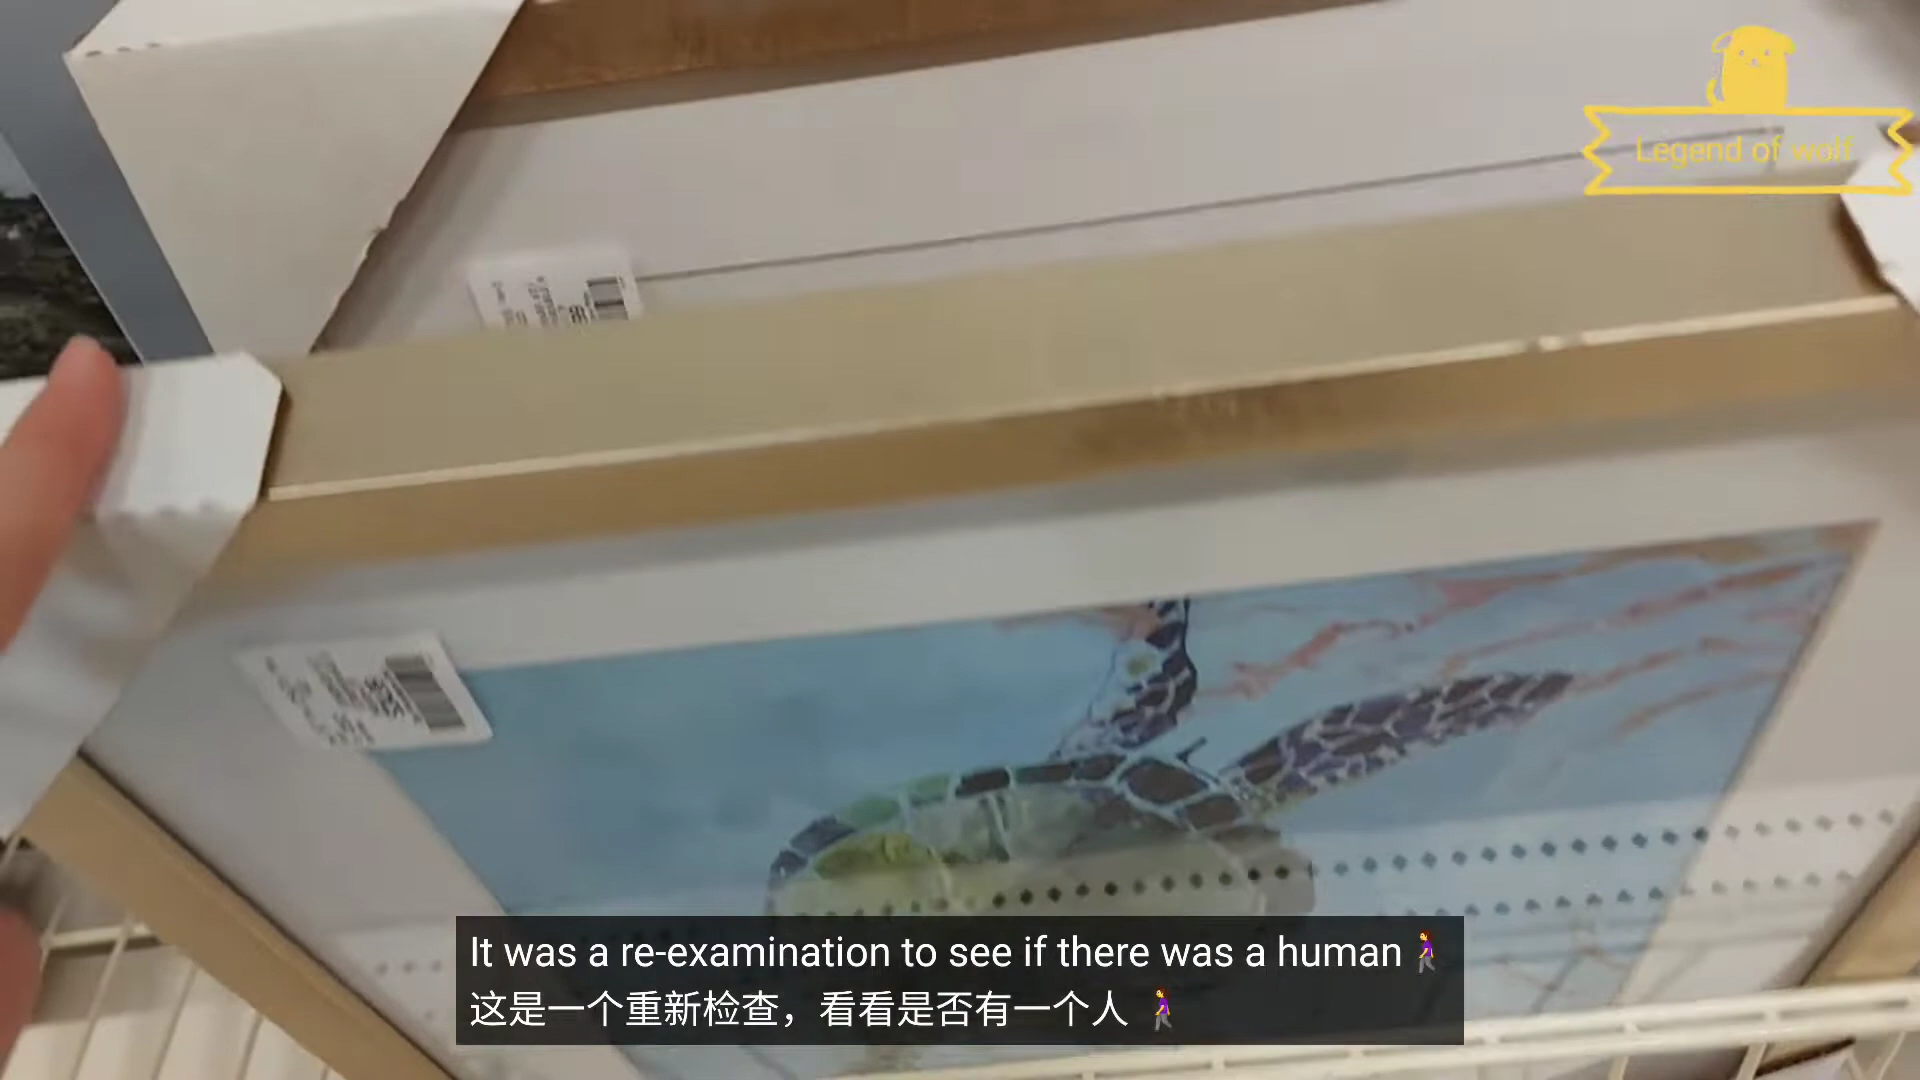 Legend of wolf
It was a re-examination to see if there was a human🚶‍♀️
这是一个重新检查，看看是否有一个人 🚶‍♀️